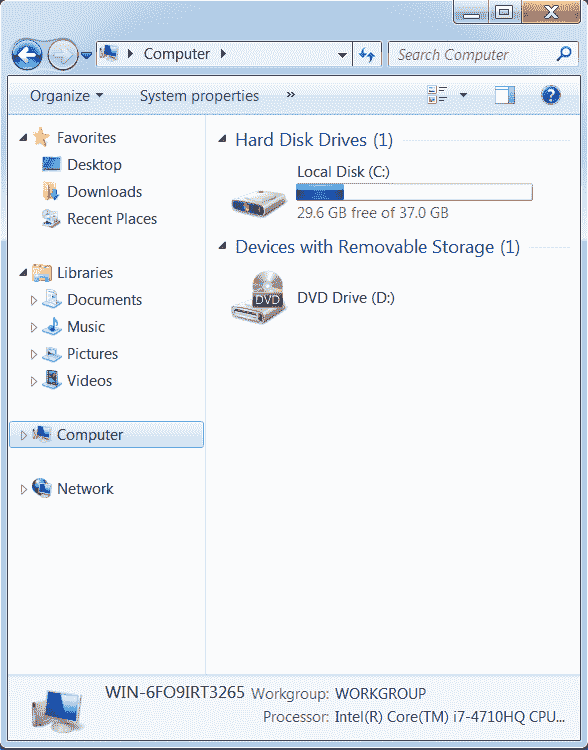 Computer
Search Computer
Organize System properties »
Favorites
Desktop
Downloads
Recent Places
Libraries
Documents
Music
Pictures
Videos
Computer
Network
Hard Disk Drives (1)
Local Disk (C:)
29.6 GB free of 37.0 GB
Devices with Removable Storage (1)
DVD
DVD Drive (D:)
WIN-6FO9IRT3265 Workgroup: WORKGROUP
Processor: Intel(R) Core(TM) i7-4710HQ CPU...